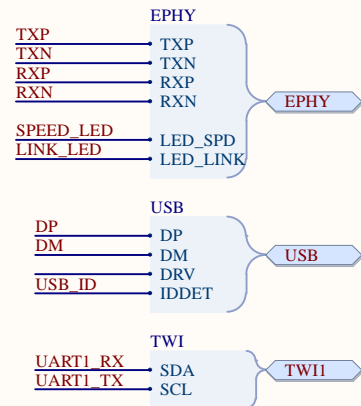 EPHY
TXP TXP
TXN TXN
RXP RXP
RXN RXN
EPHY
SPEED_LED LED_SPD
LINK_LED LED_LINK
USB
DP DP
DM DM
USB
DRV
USB_ID IDDET
TWI
UART1_RX SDA
TWI1
UART1_TX SCL